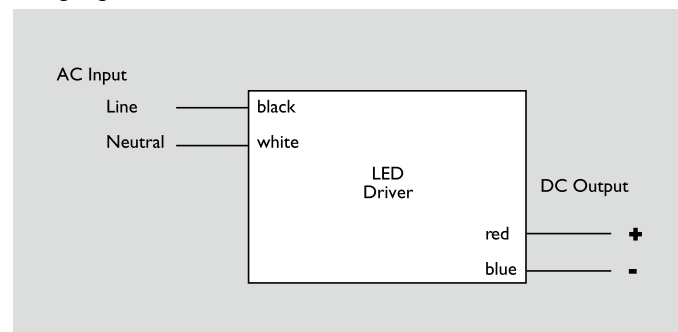 AC Input
Line
black
Neutral
white
LED
Driver
DC Output
red
+
blue
-